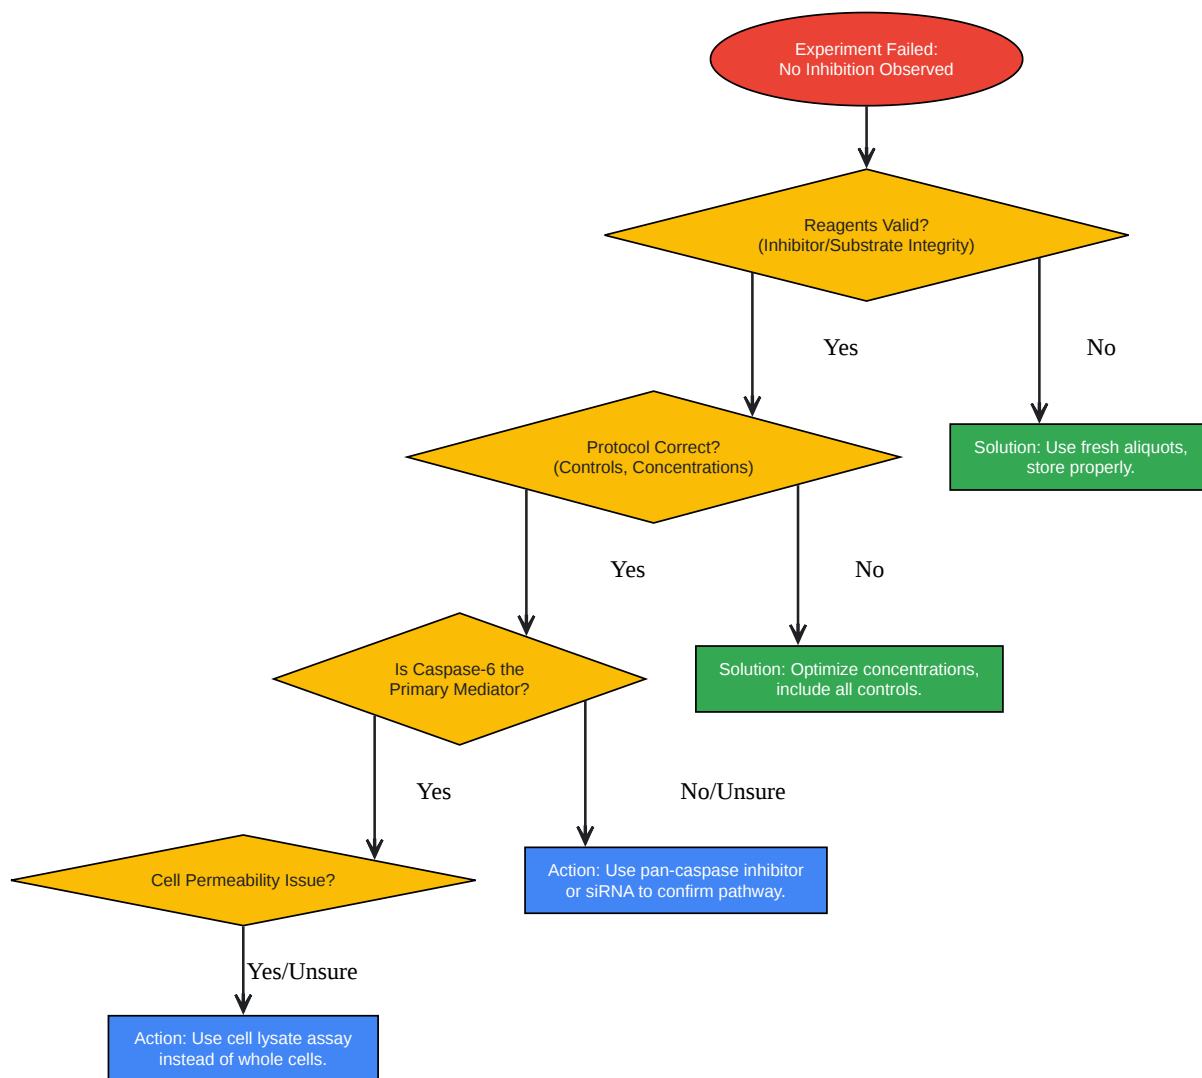 Experiment Failed:
No Inhibition Observed
Reagents Valid?
(Inhibitor/Substrate Integrity)
Yes
No
Protocol Correct?
(Controls, Concentrations)
Solution: Use fresh aliquots,
store properly.
Yes
No
Is Caspase-6 the
Primary Mediator?
Solution: Optimize concentrations,
include all controls.
Yes
No/Unsure
Cell Permeability Issue?
Action: Use pan-caspase inhibitor
or siRNA to confirm pathway.
Yes/Unsure
Action: Use cell lysate assay
instead of whole cells.